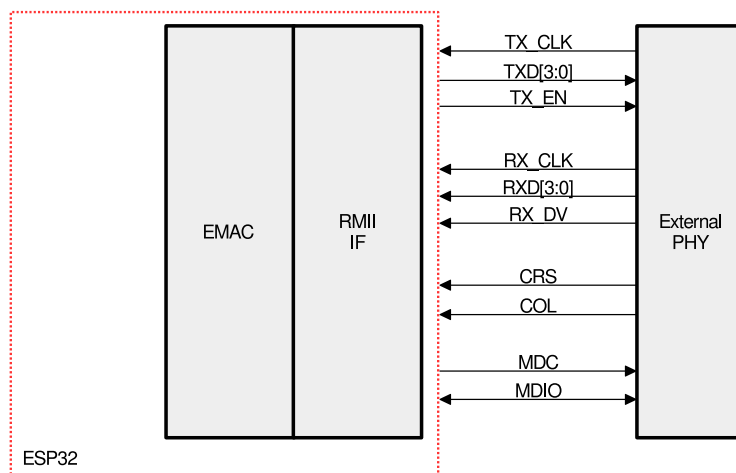 TX_CLK
TXD[3:0]
TX_EN
RX_CLK
RXD[3:0]
RX_DV
EMAC
RMII
IF
External
PHY
CRS
COL
MDC
MDIO
ESP32